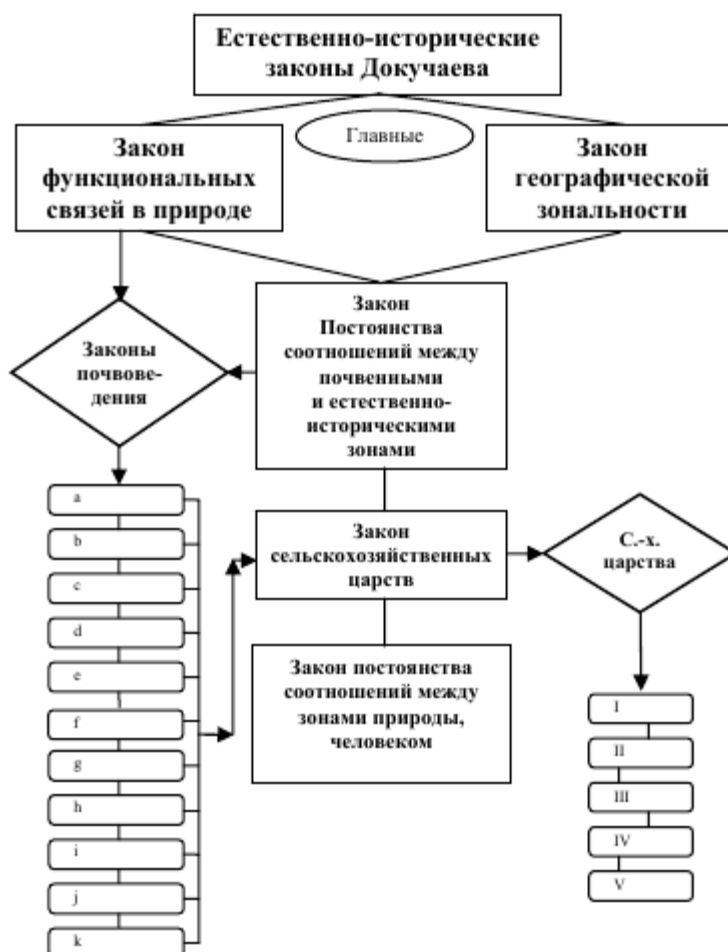 Естественно-исторические
законы Докучаева
Главные
Закон
функциональных
связей в природе
Закон
географической
зональности
Законы
почвове-
дения
Закон
Постоянства
соотношений между
почвенными
и естественно-
историческими
зонами
a
b
c
d
e
f
g
h
i
j
k
Закон
сельскохозяйственных
царств
С.-х.
царства
Закон постоянства
соотношений между
зонами природы,
человеком
I
II
III
IV
V